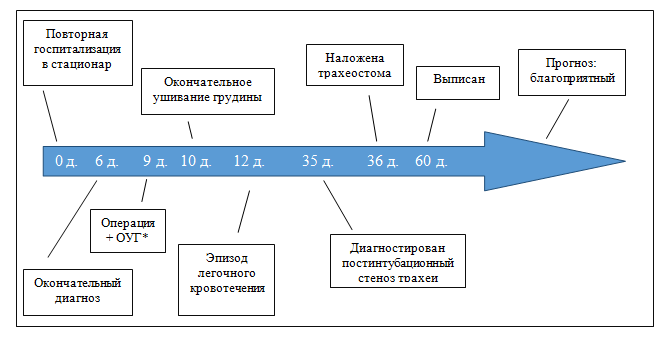 Повторная
госпитализация
в стационар
Окончательное
ушивание грудины
Наложена
трахеостома
Выписан
Прогноз:
благоприятный
0 д. 6 д. 9 д. 10 д. 12 д. 35 д. 36 д. 60 д.
Операция
+ ОУГ*
Окончательный
диагноз
Эпизод
легочного
кровотечения
Диагностирован
постинтубационный
стеноз трахеи